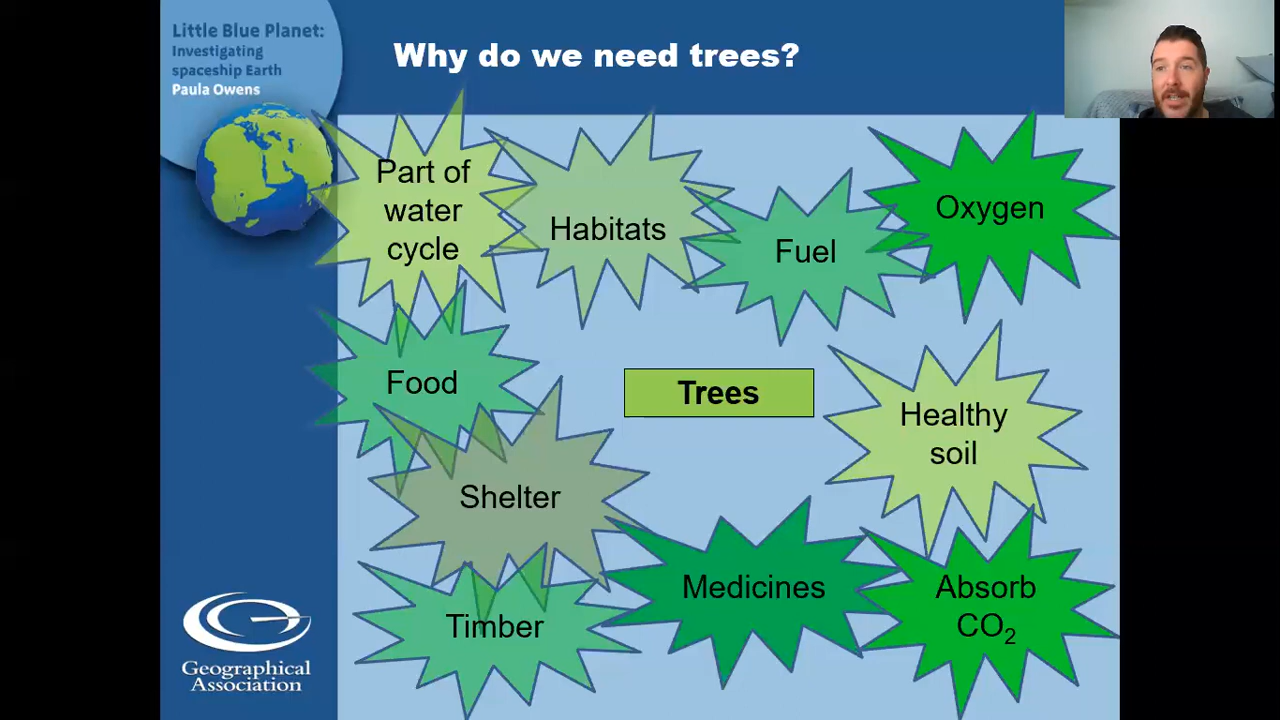 Little Blue Planet:
Investigating
spaceship Earth
Paula Owens
Why do we need trees?
Part of
water
cycle
Habitats
Fuel
Oxygen
Food
Trees
Healthy
soil
Shelter
Medicines
Absorb
CO₂
Timber
Geographical
Association